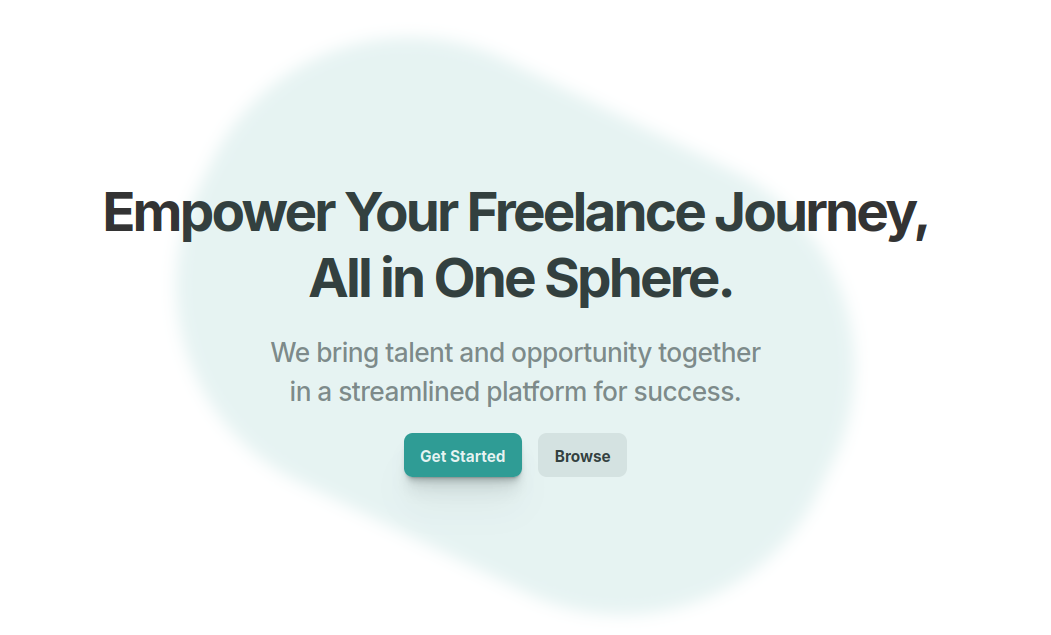 Empower Your Freelance Journey,
All in One Sphere.
We bring talent and opportunity together
in a streamlined platform for success.
Get Started Browse